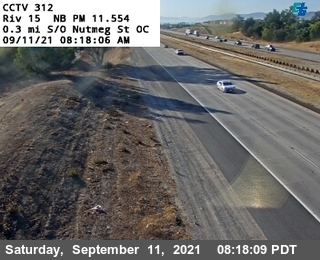 CCTV 312
Riv 15 NB PM 11.554
0.3 mi S/O Nutmeg St OC
09/11/21 08:18:06 AM
Saturday, September 11, 2021 08:18:09 PDT